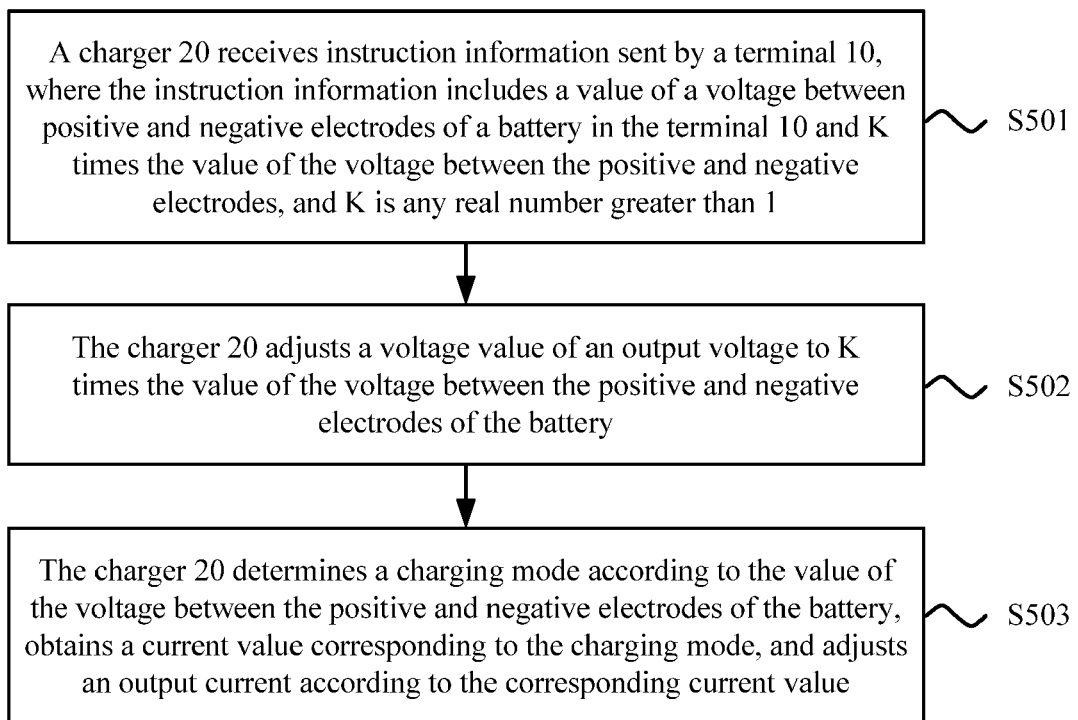 A charger 20 receives instruction information sent by a terminal 10,
where the instruction information includes a value of a voltage between
positive and negative electrodes of a battery in the terminal 10 and K
times the value of the voltage between the positive and negative
electrodes, and K is any real number greater than 1
S501
The charger 20 adjusts a voltage value of an output voltage to K
times the value of the voltage between the positive and negative
electrodes of the battery
S502
The charger 20 determines a charging mode according to the value of
the voltage between the positive and negative electrodes of the battery,
obtains a current value corresponding to the charging mode, and adjusts
an output current according to the corresponding current value
S503